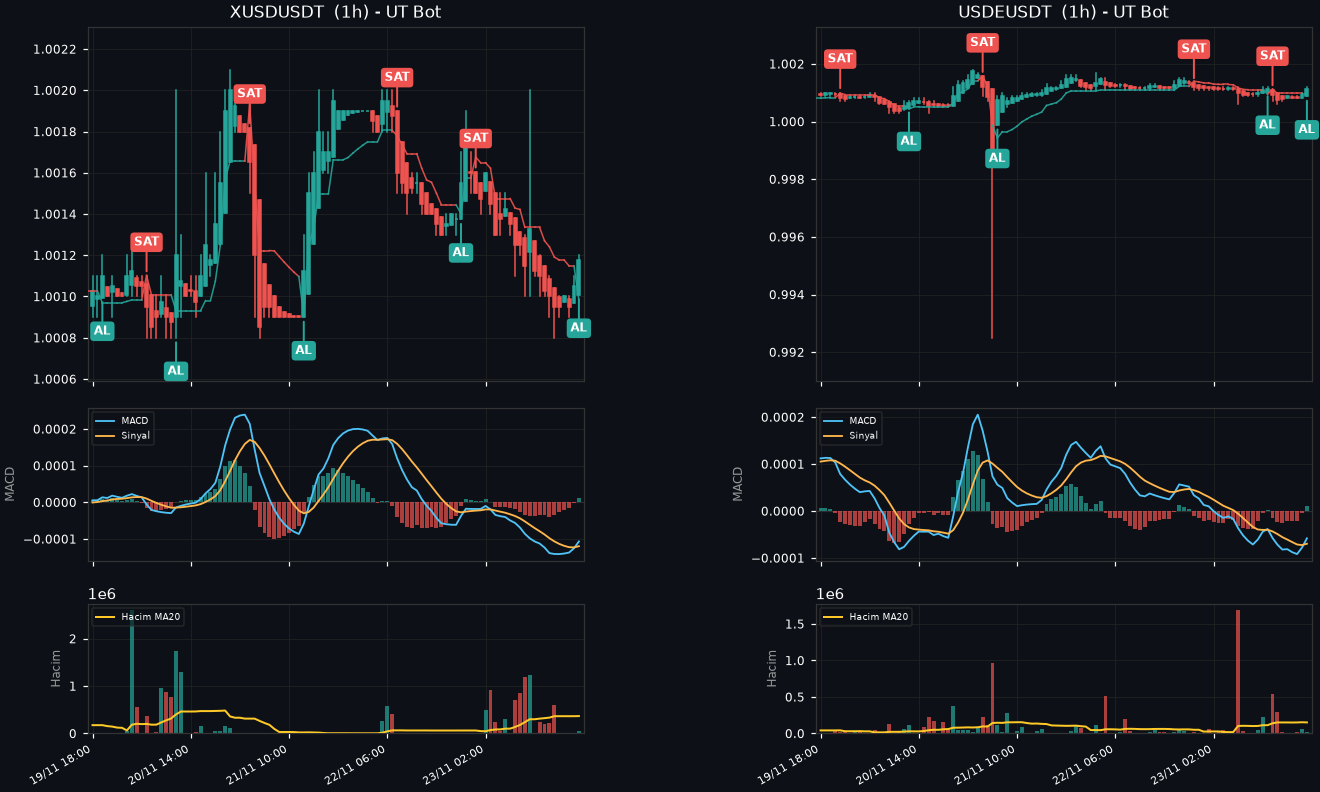 XUSDUSDT (1h) - UT Bot
1.0022
1.0020
1.0018
1.0016
1.0014
1.0012
1.0010
1.0008
1.0006
SAT
SAT
SAT
SAT
AL
AL
AL
AL
AL
MACD
0.0002
0.0001
0.0000
−0.0001
MACD
Sinyal
1e6
Hacim
2
1
0
Hacim MA20
19/11 18:00
20/11 14:00
21/11 10:00
22/11 06:00
23/11 02:00
USDEUSDT (1h) - UT Bot
1.002
1.000
0.998
0.996
0.994
0.992
SAT
SAT
SAT
SAT
AL
AL
AL
AL
MACD
0.0002
0.0001
0.0000
−0.0001
MACD
Sinyal
1e6
Hacim
1.5
1.0
0.5
0.0
Hacim MA20
19/11 18:00
20/11 14:00
21/11 10:00
22/11 06:00
23/11 02:00